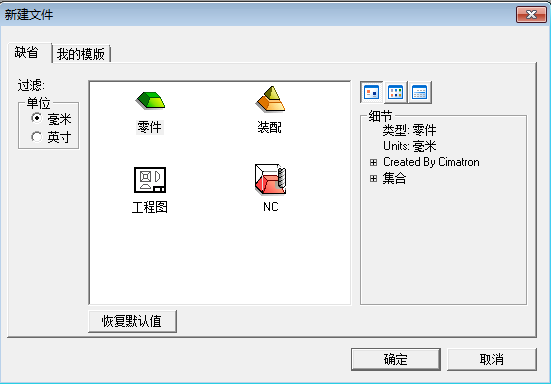 新建文件
缺省
我的模版
过滤:
单位
毫米
英寸
零件
装配
工程图
NC
恢复默认值
细节
类型: 零件
Units: 毫米
Created By Cimatron
集合
确定
取消